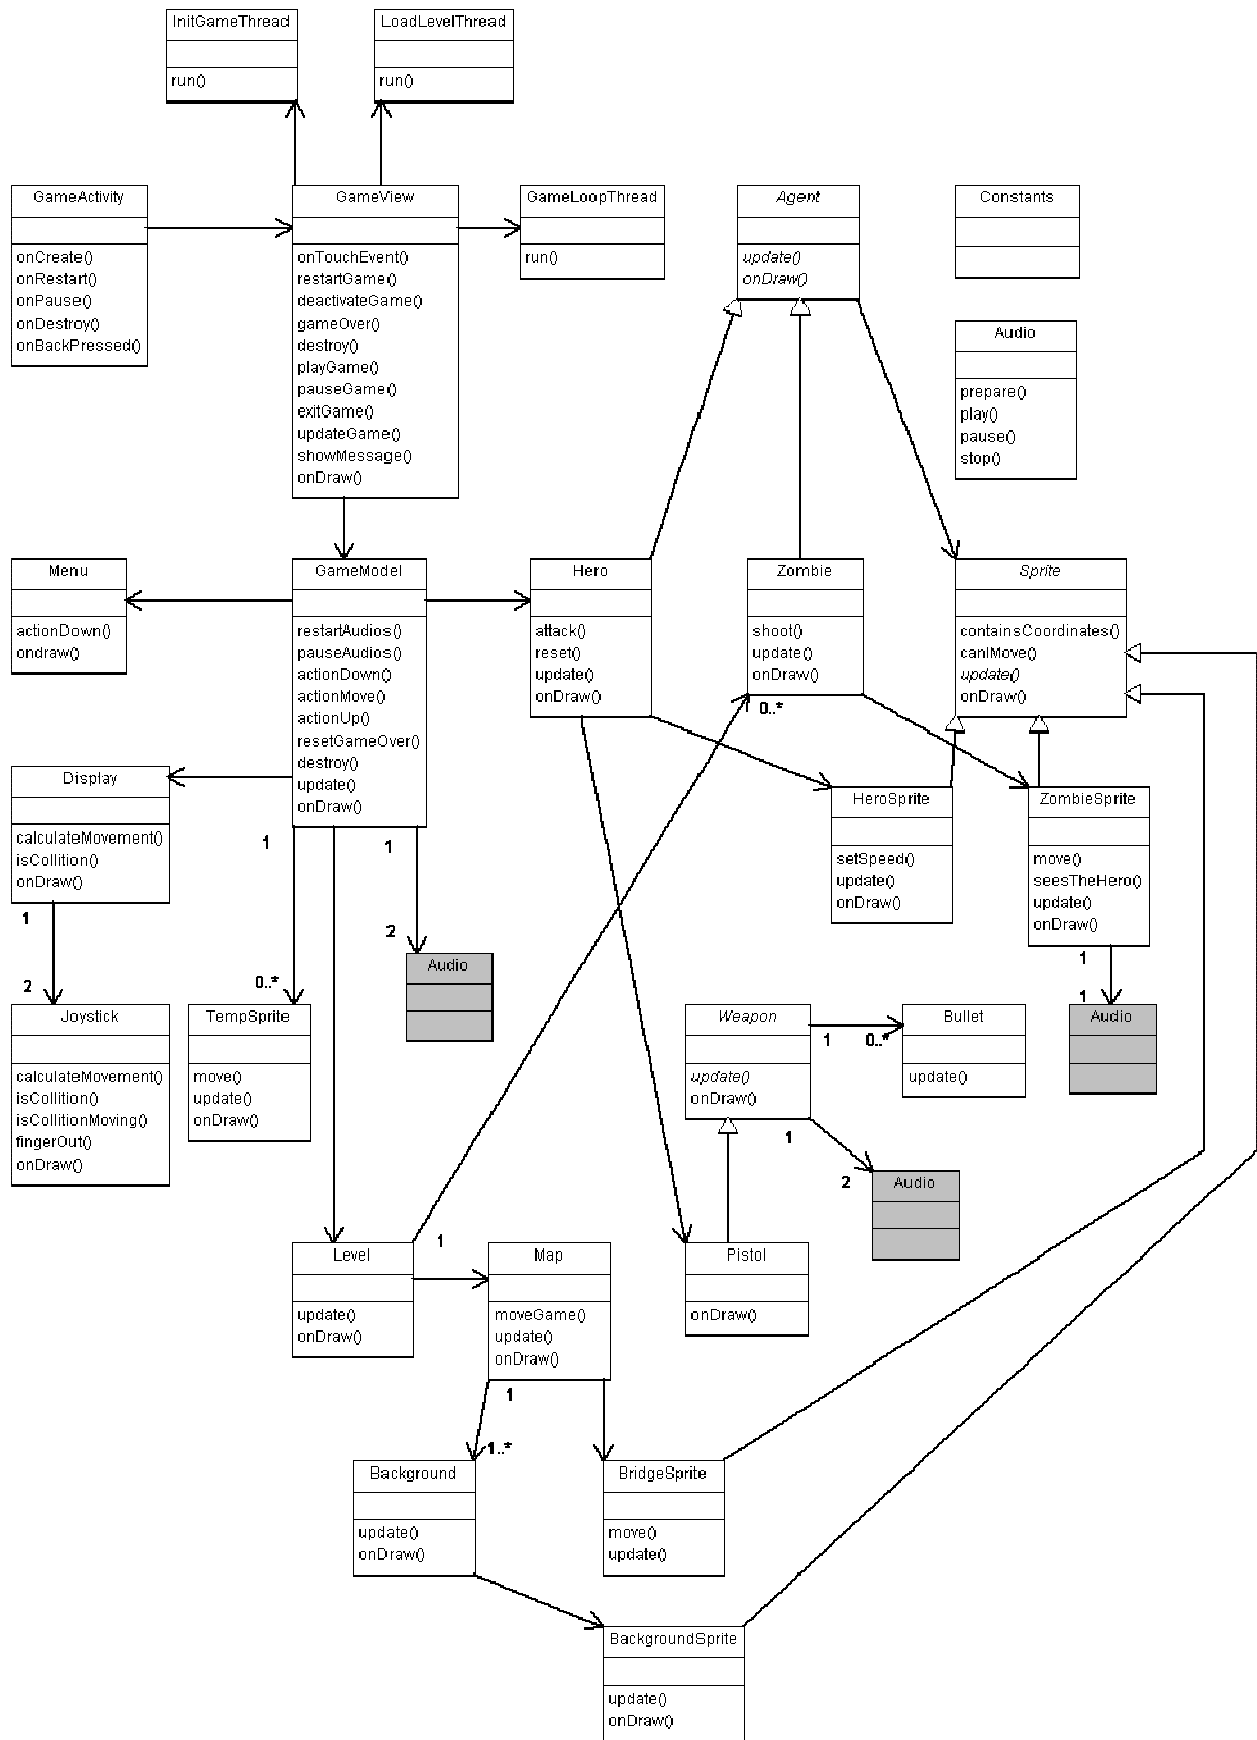 InitGameThread
run()
LoadLevelThread
run()
GameActivity
onCreate()
onRestart()
onPause()
onDestroy()
onBackPressed()
GameView
onTouchEvent()
restartGame()
deactivateGame()
gameOver()
destroy()
playGame()
pauseGame()
exitGame()
updateGame()
showMessage()
onDraw()
GameLoopThread
run()
Agent
update()
onDraw()
Constants
Audio
prepare()
play()
pause()
stop()
Menu
actionDown()
ondraw()
GameModel
restartAudios()
pauseAudios()
actionDown()
actionMove()
actionUp()
resetGameOver()
destroy()
update()
onDraw()
Hero
attack()
reset()
update()
onDraw()
Zombie
shoot()
update()
onDraw()
0..*
Sprite
containsCoordinates()
canIMove()
update()
onDraw()
Display
calculateMovement()
isCollition()
onDraw()
1
2
1
0..*
1
2
HeroSprite
setSpeed()
update()
onDraw()
ZombieSprite
move()
seesTheHero()
update()
onDraw()
1
1
Audio
Joystick
calculateMovement()
isCollition()
isCollitionMoving()
fingerOut()
onDraw()
TempSprite
move()
update()
onDraw()
Weapon
update()
onDraw()
1
0..*
Bullet
update()
Audio
1
2
Audio
Level
update()
onDraw()
1
Map
moveGame()
update()
onDraw()
Pistol
onDraw()
1
1..*
Background
update()
onDraw()
BridgeSprite
move()
update()
BackgroundSprite
update()
onDraw()